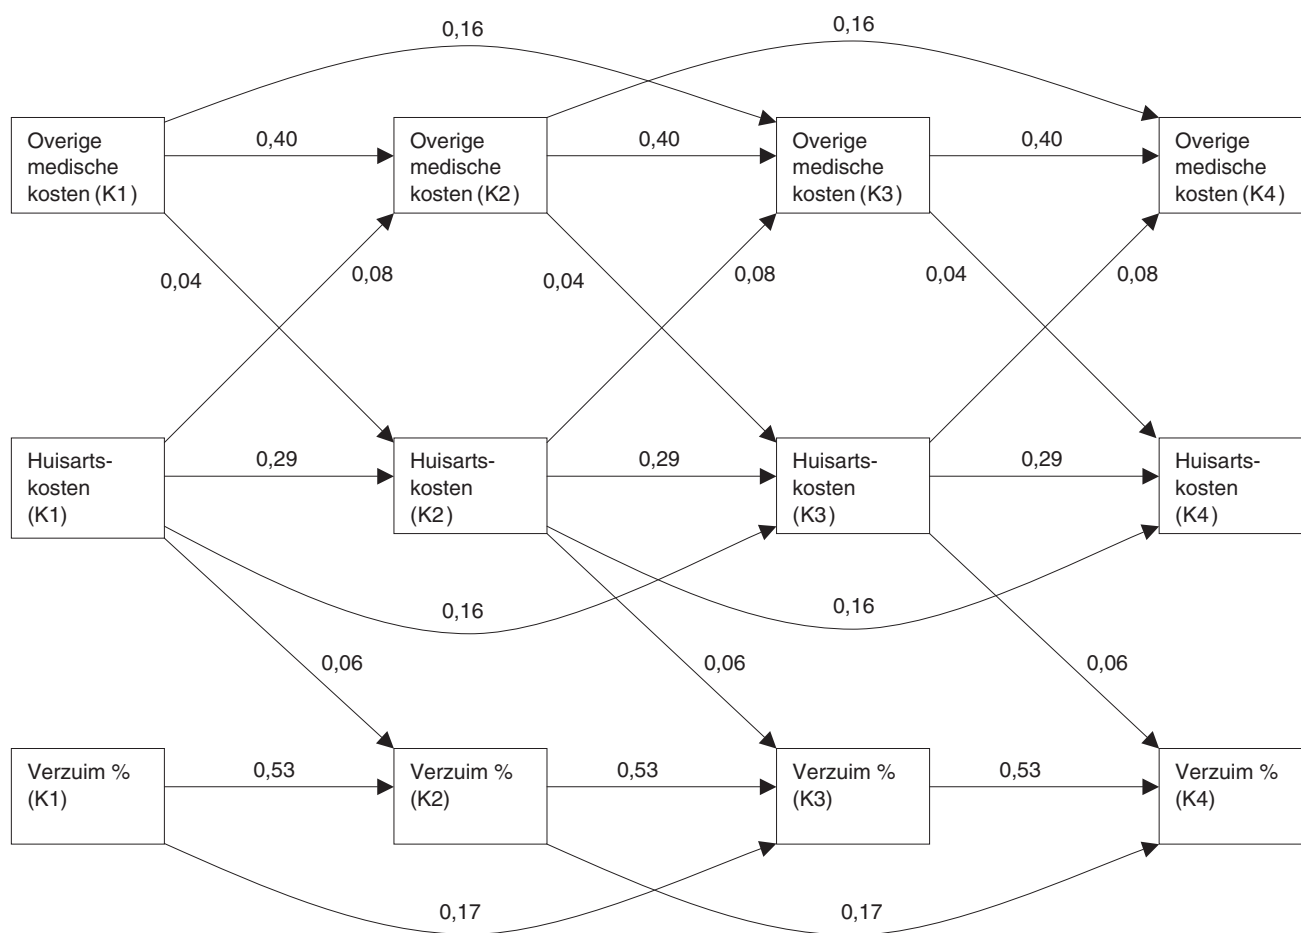 0,16
0,16
Overige
medische
kosten (K1)
0,40
Overige
medische
kosten (K2)
0,40
Overige
medische
kosten (K3)
0,40
Overige
medische
kosten (K4)
0,04
0,08
0,04
0,08
0,04
0,08
Huisarts-
kosten
(K1)
0,29
Huisarts-
kosten
(K2)
0,29
Huisarts-
kosten
(K3)
0,29
Huisarts-
kosten
(K4)
0,16
0,16
0,06
0,06
0,06
Verzuim %
(K1)
0,53
Verzuim %
(K2)
0,53
Verzuim %
(K3)
0,53
Verzuim %
(K4)
0,17
0,17